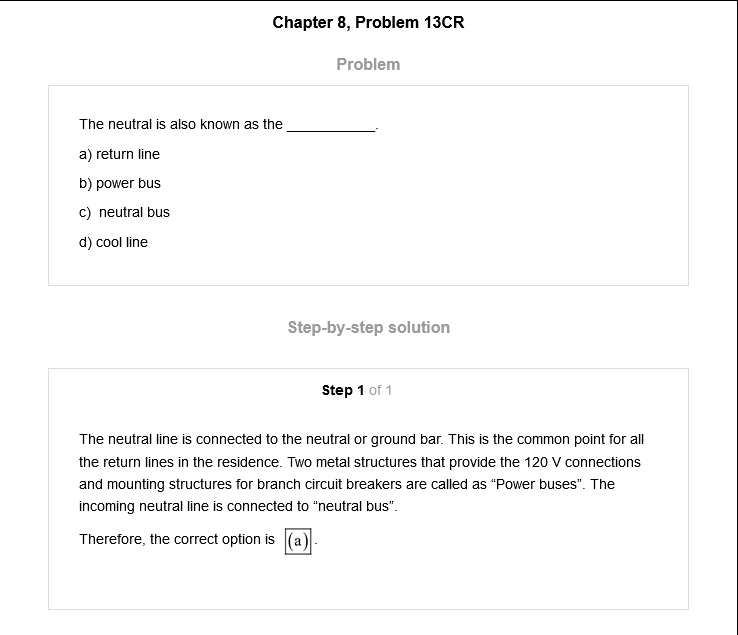 Chapter 8, Problem 13CR
Problem
The neutral is also known as the ___________.
a) return line
b) power bus
c) neutral bus
d) cool line
Step-by-step solution
Step 1 of 1
The neutral line is connected to the neutral or ground bar. This is the common point for all
the return lines in the residence. Two metal structures that provide the 120 V connections
and mounting structures for branch circuit breakers are called as “Power buses”. The
incoming neutral line is connected to “neutral bus”.
Therefore, the correct option is (a).